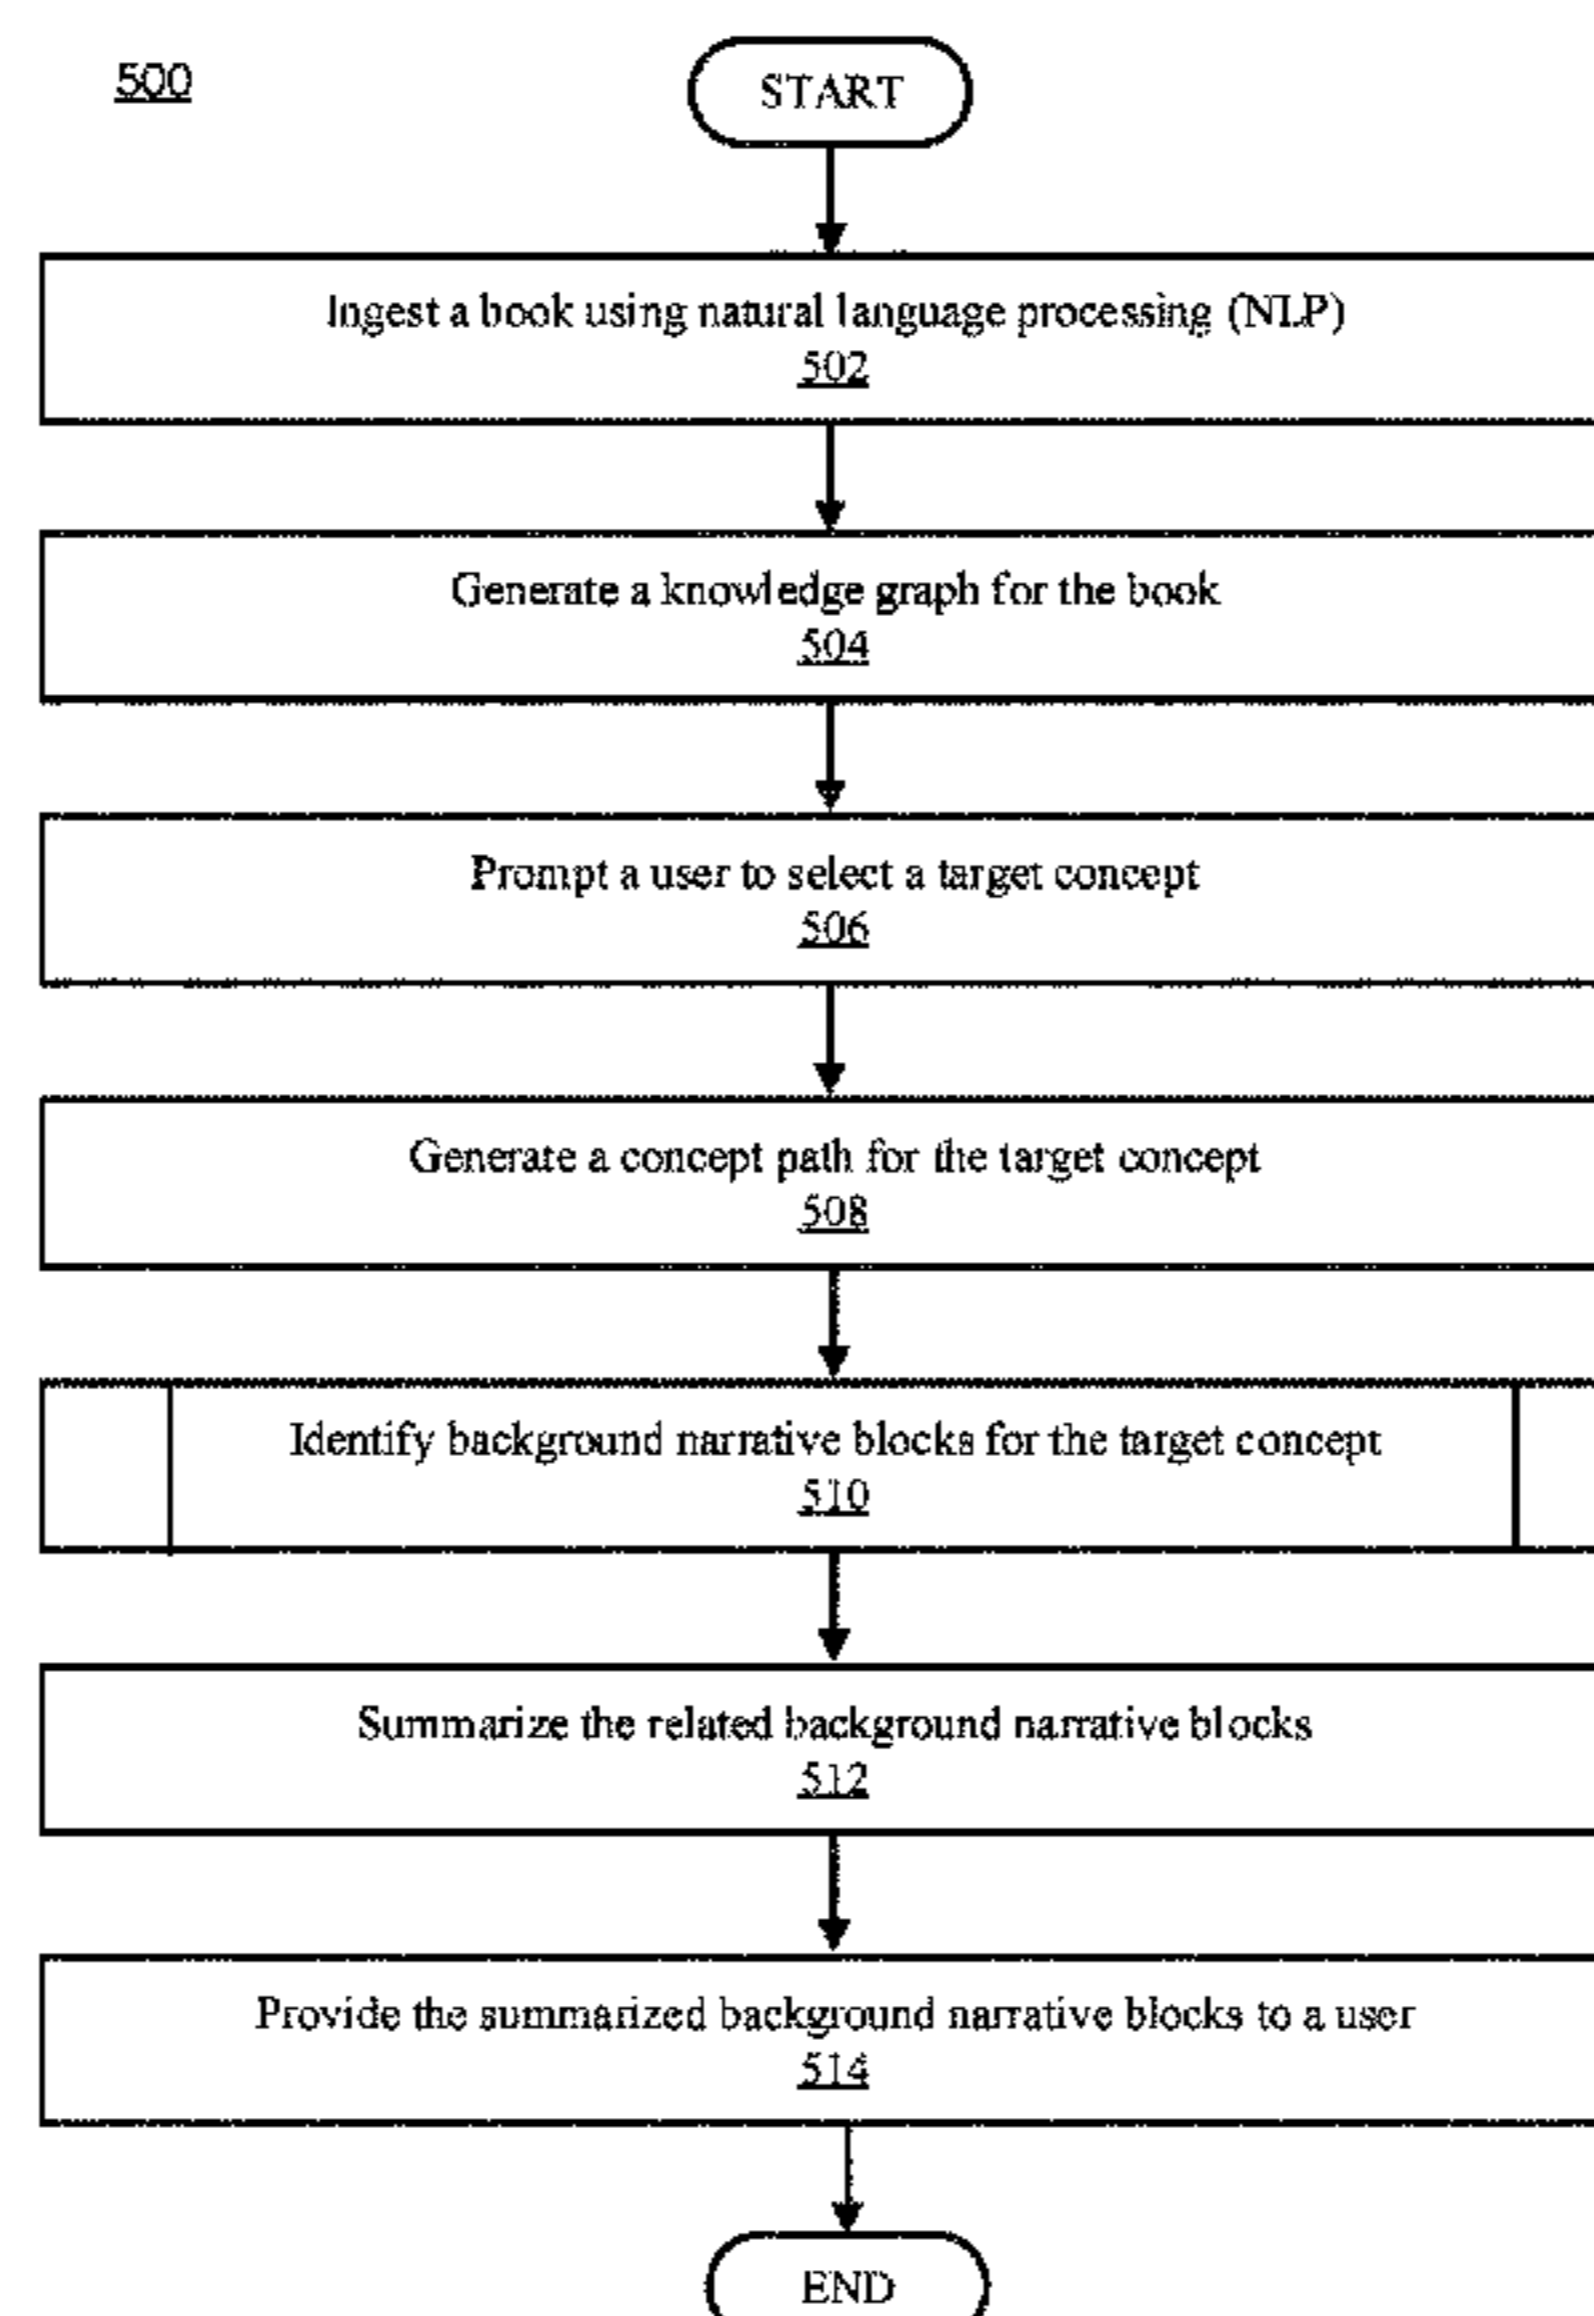 500
START
Ingest a book using natural language processing (NLP)
502
Generate a knowledge graph for the book
504
Prompt a user to select a target concept
506
Generate a concept path for the target concept
508
Identify background narrative blocks for the target concept
510
Summarize the related background narrative blocks
512
Provide the summarized background narrative blocks to a user
514
END